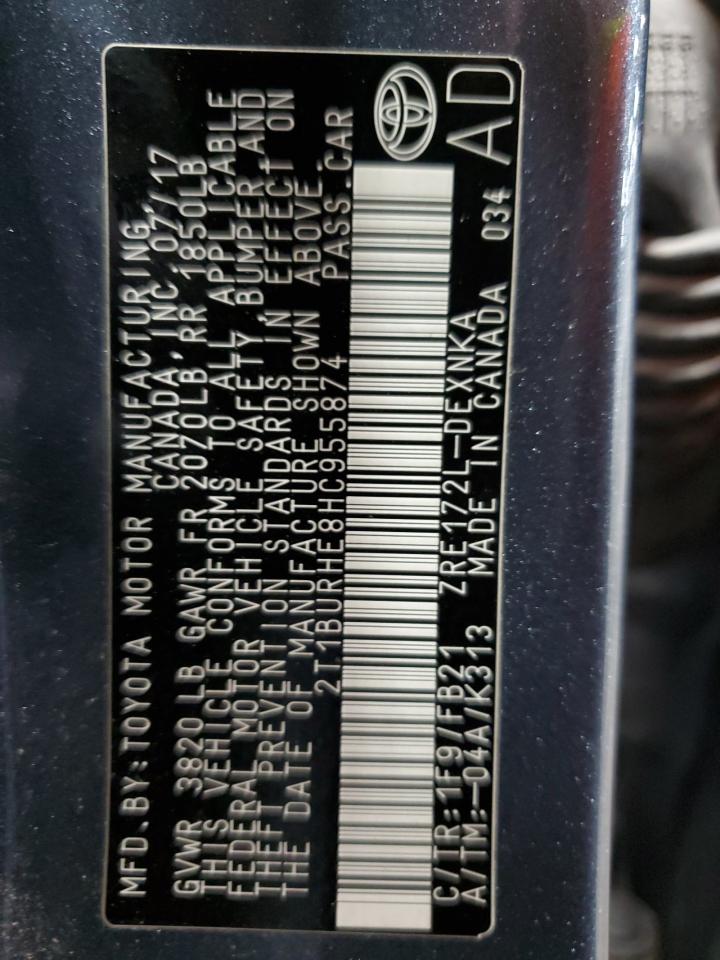 MFD.BY:TOYOTA MOTOR MANUFACTURING
CANADA,INC.07/17
GVWR 3820 LB GAWR FR 2020LB.RR 1850LB
THIS VEHICLE CONFORMS TO ALL APPLICABLE
FEDERAL MOTOR VEHICLE SAFETY,BUMPER,AND
THEFT PREVENTION STANDARDS IN EFFECT ON
THE DATE OF MANUFACTURE SHOWN ABOVE.
2T1BURHE8HC955874 PASS.CAR
C/TR:1F9/FB21 ZRE172L-DEXNKA
A/TM:-04A/K313 MADE IN CANADA 034
AD